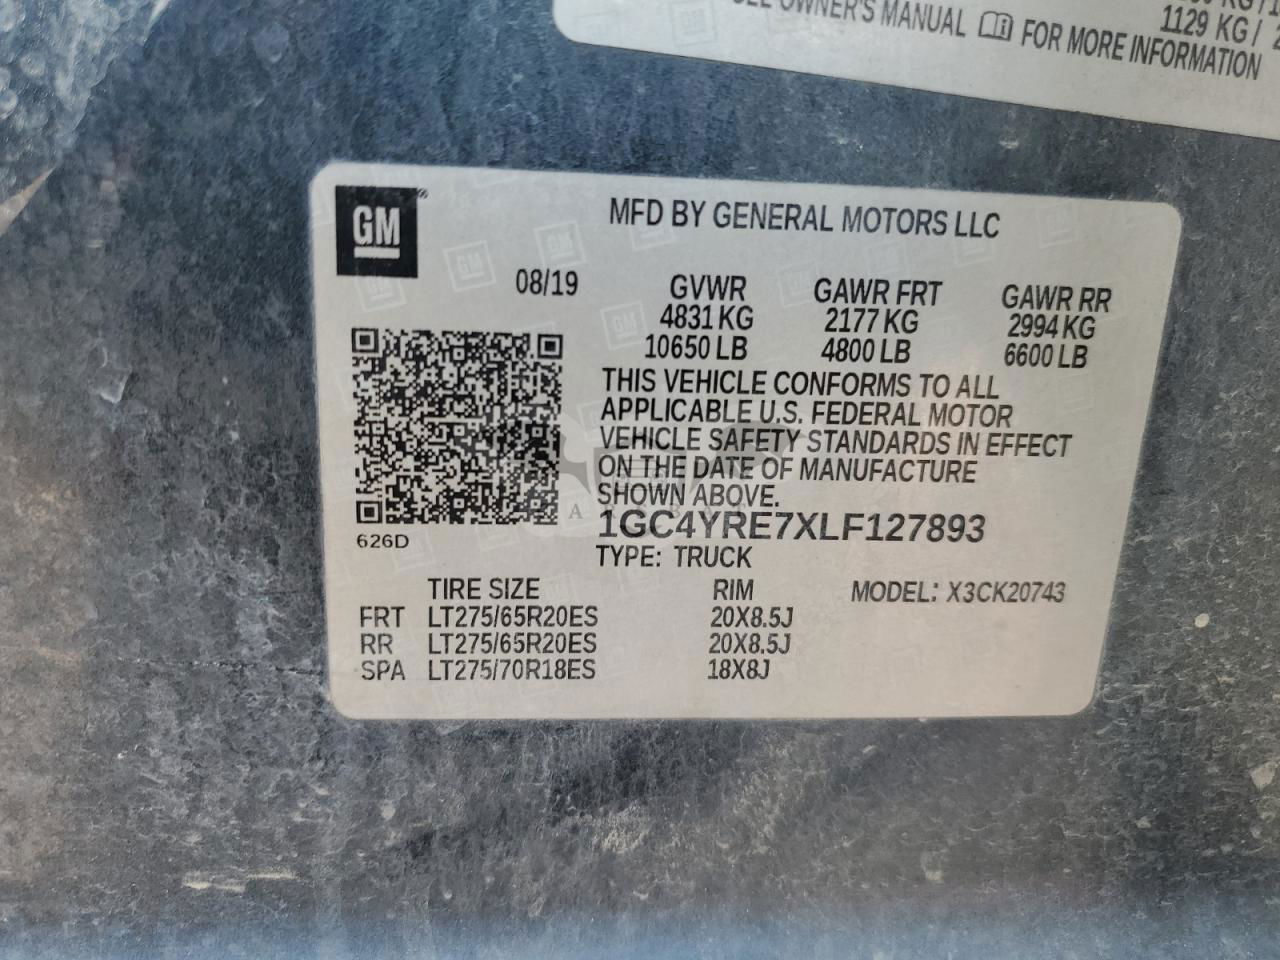 OWNER'S MANUAL FOR MORE INFORMATION
1129 KG/
GM
MFD BY GENERAL MOTORS LLC
08/19
GVWR GAWR FRT GAWR RR
4831 KG 2177 KG 2994 KG
10650 LB 4800 LB 6600 LB
THIS VEHICLE CONFORMS TO ALL
APPLICABLE U.S. FEDERAL MOTOR
VEHICLE SAFETY STANDARDS IN EFFECT
ON THE DATE OF MANUFACTURE
SHOWN ABOVE.
1GC4YRE7XLF127893
626D
TYPE: TRUCK
TIRE SIZE RIM MODEL: X3CK20743
FRT LT275/65R20ES 20X8.5J
RR LT275/65R20ES 20X8.5J
SPA LT275/70R18ES 18X8J